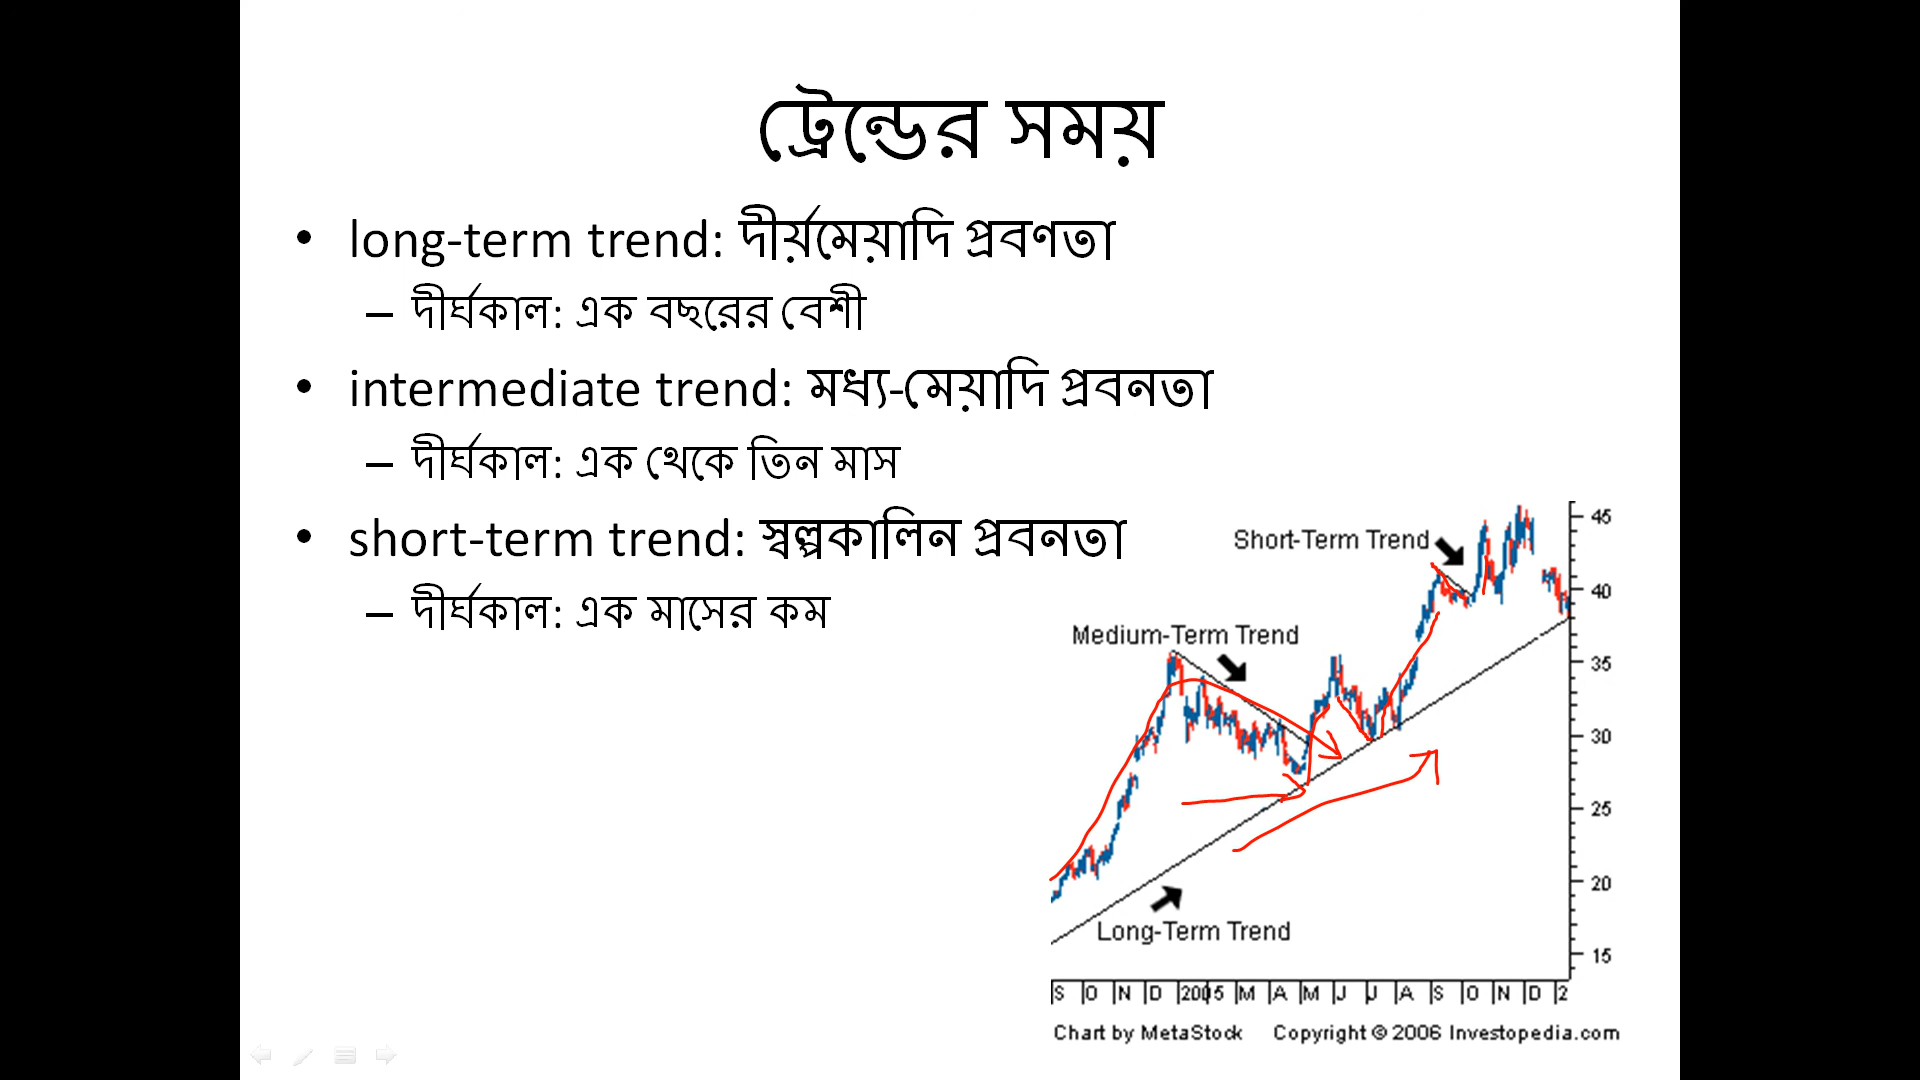 ট্রেন্ডের সময়
• long-term trend: দীর্য়মেয়াদি প্রবণতা
– দীর্ঘকাল: এক বছরের বেশী
• intermediate trend: মধ্য-মেয়াদি প্রবনতা
– দীর্ঘকাল: এক থেকে তিন মাস
• short-term trend: স্বল্পকালিন প্রবনতা
– দীর্ঘকাল: এক মাসের কম
Short-Term Trend
Medium-Term Trend
Long-Term Trend
45
40
35
30
25
20
15
S O N D 2005 M A M J J A S O N D 2
Chart by MetaStock Copyright © 2006 Investopedia.com